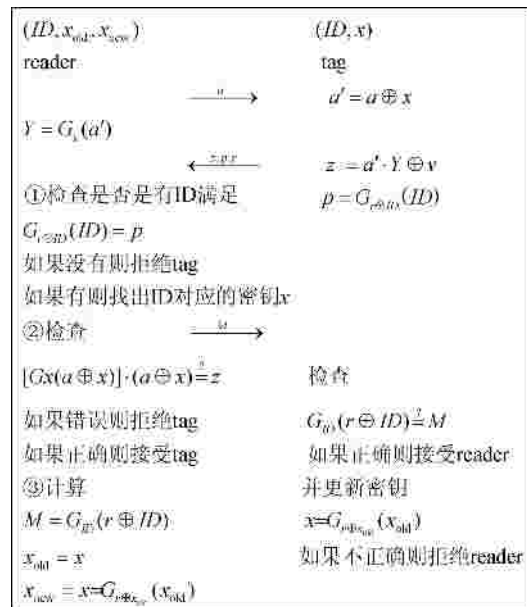 (ID, x_old, x_new) (ID, x)
reader tag
a a' = a ⊕ x
Y = G_x(a')
z, p, r z = a' · Y ⊕ v
①检查是否是有ID满足 p = G_{r⊕ID}(ID)
G_{r⊕ID}(ID) = p
如果没有则拒绝tag
如果有则找出ID对应的密钥x
②检查 M
[Gx(a ⊕ x)] · (a ⊕ x) ≟ z 检查
如果错误则拒绝tag G_{ID}(r ⊕ ID) ≟ M
如果正确则接受tag 如果正确则接受reader
③计算 并更新密钥
M = G_{ID}(r ⊕ ID) x=G_{r⊕x_old}(x_old)
x_old = x 如果不正确则拒绝reader
x_new = x=G_{r⊕x_old}(x_old)